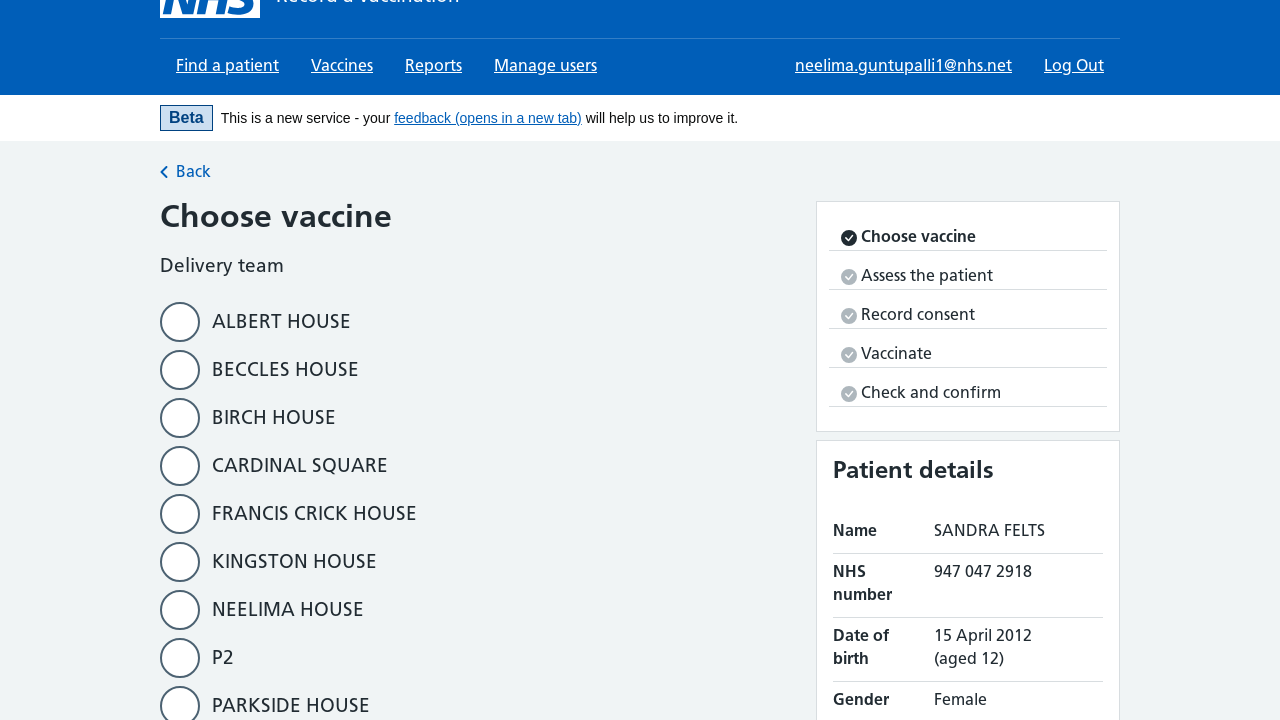 NHS Record a vaccination
Find a patient Vaccines Reports Manage users neelima.guntupalli1@nhs.net Log Out
Beta This is a new service - your feedback (opens in a new tab) will help us to improve it.
Back
Choose vaccine
Delivery team
ALBERT HOUSE
BECCLES HOUSE
BIRCH HOUSE
CARDINAL SQUARE
FRANCIS CRICK HOUSE
KINGSTON HOUSE
NEELIMA HOUSE
P2
PARKSIDE HOUSE
Choose vaccine
Assess the patient
Record consent
Vaccinate
Check and confirm
Patient details
Name SANDRA FELTS
NHS 947 047 2918
number
Date of 15 April 2012
birth (aged 12)
Gender Female